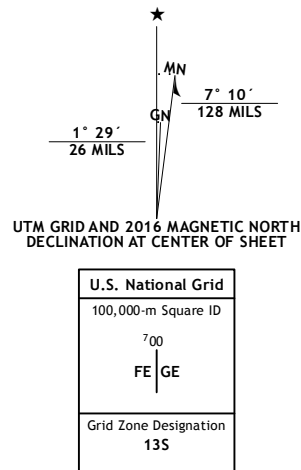 ★
MN
7° 10´
128 MILS
GN
1° 29´
26 MILS
UTM GRID AND 2016 MAGNETIC NORTH
DECLINATION AT CENTER OF SHEET
U.S. National Grid
100,000-m Square ID
⁷00
FE GE
Grid Zone Designation
13S